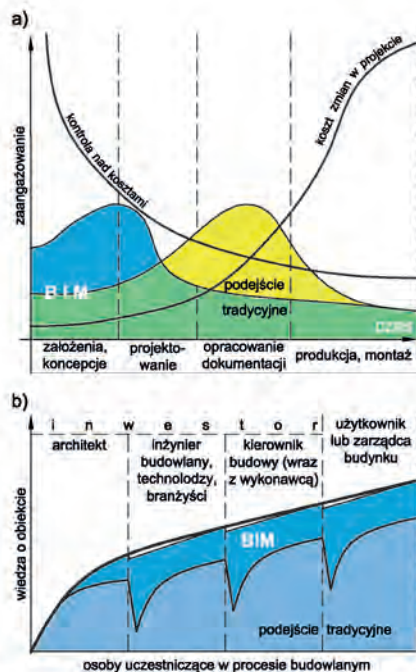 a)
zaangażowanie
kontrola nad kosztami
koszt zmian w projekcie
BIM
podejście
tradycyjne
założenia,
koncepcje
projekto-
wanie
opracowanie
dokumentacji
produkcja, montaż
b)
wiedza o obiekcie
inwestor
architekt
inżynier
budowlany,
technolodzy,
branżyści
kierownik
budowy (wraz
z wykonawcą)
użytkownik
lub zarządca
budynku
BIM
podejście tradycyjne
osoby uczestniczące w procesie budowlanym